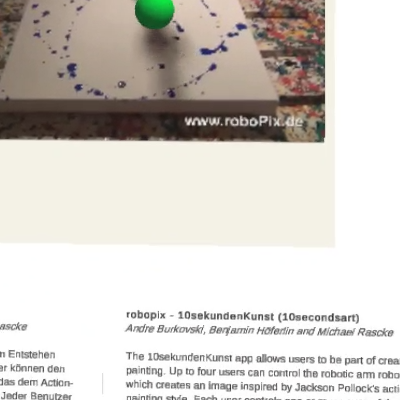 www.roboPix.de
ascke
n Entstehen
er können den
das dem Action-
Jeder Benutzer
robopix - 10sekundenKunst (10secondsart)
Andre Burkovski, Benjamin Höferlin and Michael Raschke
The 10sekundenKunst app allows users to be part of crea
painting. Up to four users can control the robotic arm robo
which creates an image inspired by Jackson Pollock's acti
painting style. Each user controls